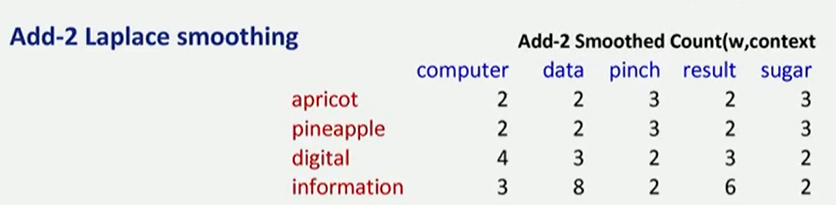 Add-2 Laplace smoothing
Add-2 Smoothed Count(w,context
computer data pinch result sugar
apricot 2 2 3 2 3
pineapple 2 2 3 2 3
digital 4 3 2 3 2
information 3 8 2 6 2